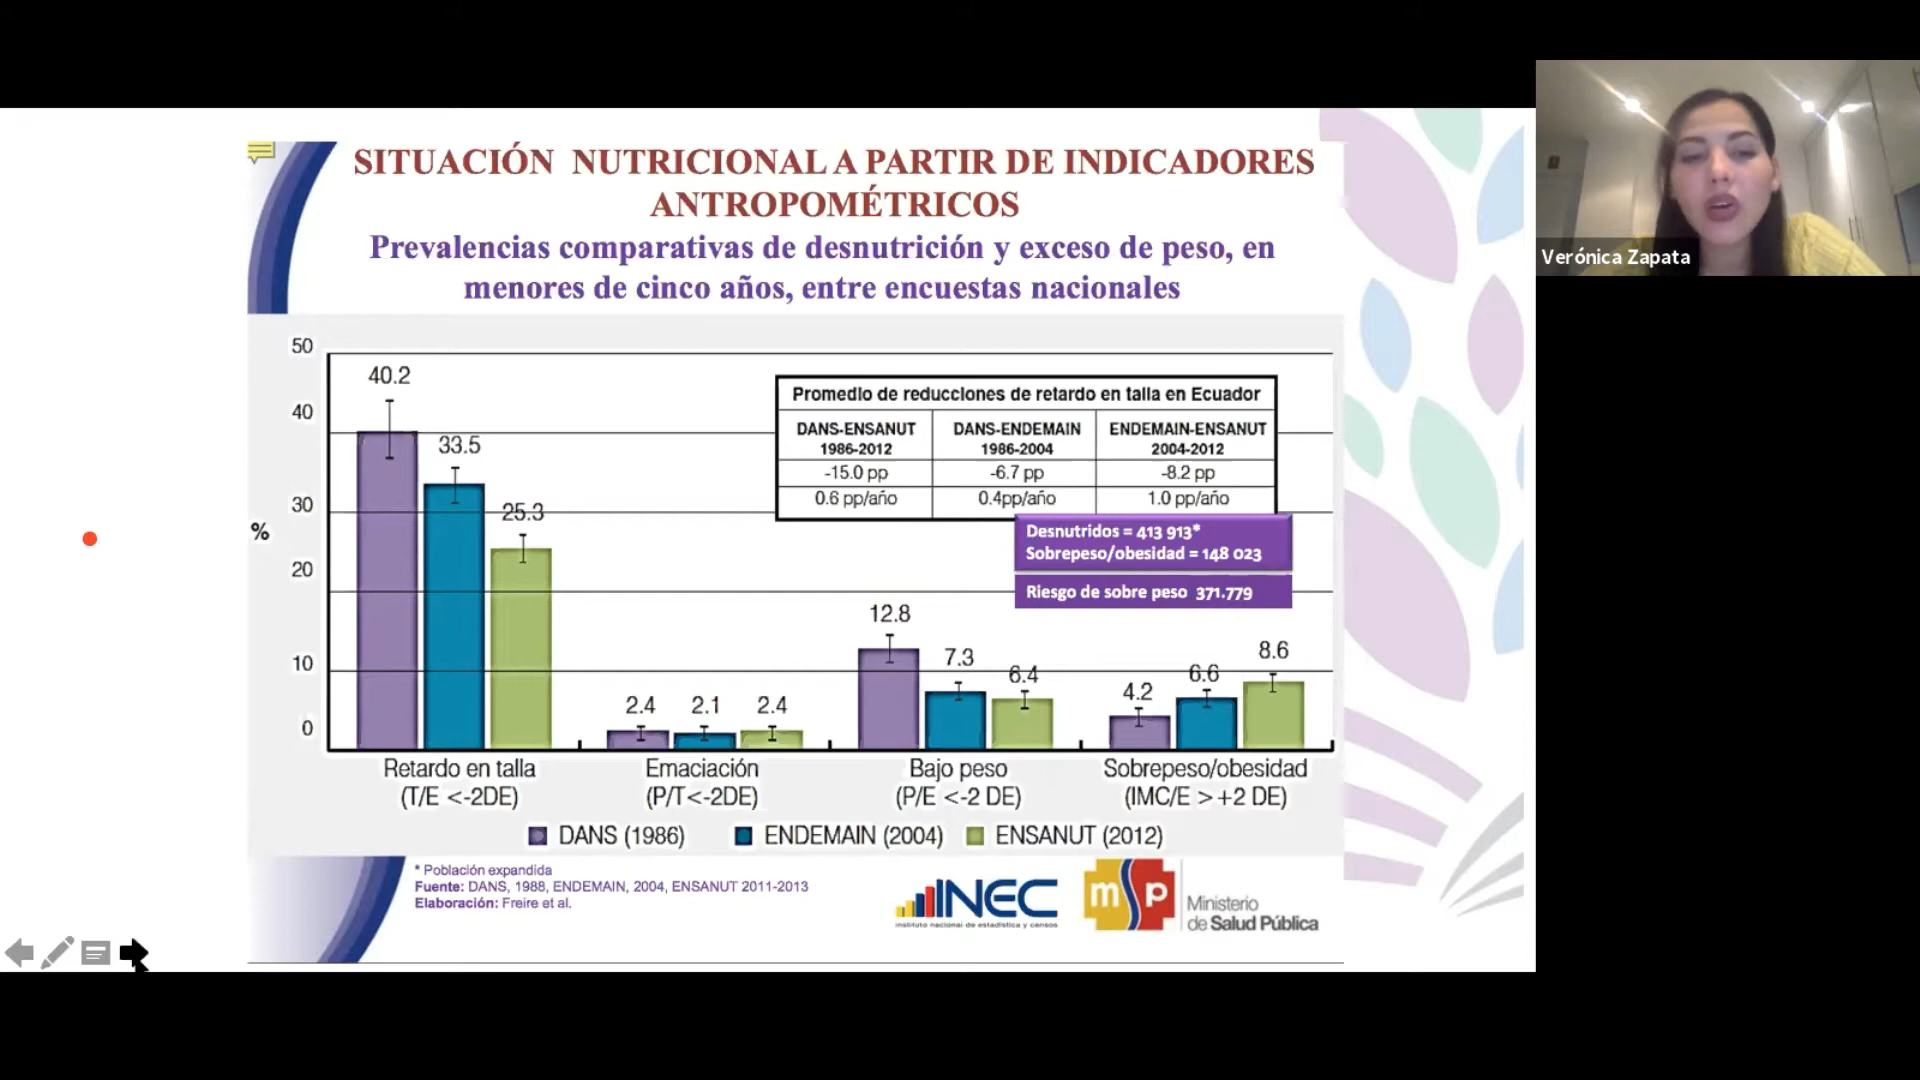 SITUACIÓN NUTRICIONAL A PARTIR DE INDICADORES
ANTROPOMÉTRICOS
Prevalencias comparativas de desnutrición y exceso de peso, en
menores de cinco años, entre encuestas nacionales
Verónica Zapata
50
40
30
%
20
10
0
40.2
33.5
25.3
2.4
2.1
2.4
12.8
7.3
6.4
4.2
6.6
8.6
Promedio de reducciones de retardo en talla en Ecuador
DANS-ENSANUT DANS-ENDEMAIN ENDEMAIN-ENSANUT
1986-2012 1986-2004 2004-2012
-15.0 pp -6.7 pp -8.2 pp
0.6 pp/año 0.4pp/año 1.0 pp/año
Desnutridos = 413 913*
Sobrepeso/obesidad = 148 023
Riesgo de sobre peso 371.779
Retardo en talla Emaciación Bajo peso Sobrepeso/obesidad
(T/E <-2DE) (P/T<-2DE) (P/E <-2 DE) (IMC/E >+2 DE)
DANS (1986) ENDEMAIN (2004) ENSANUT (2012)
* Población expandida
Fuente: DANS, 1988, ENDEMAIN, 2004, ENSANUT 2011-2013
Elaboración: Freire et al.
INEC
instituto nacional de estadística y censos
msp
Ministerio
de Salud Pública